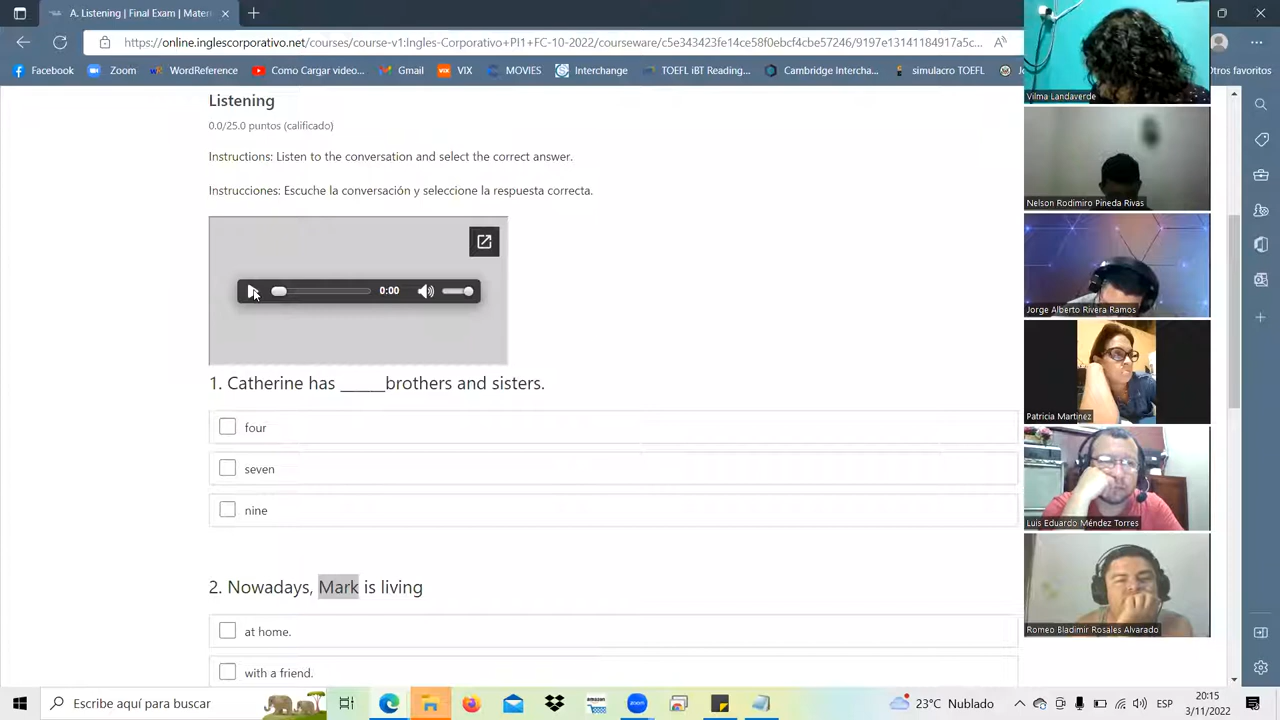 A. Listening | Final Exam | Materi
https://online.inglescorporativo.net/courses/course-v1:Ingles-Corporativo+PI1+FC-10-2022/courseware/c5e343423fe14ce58f0ebcf4cbe57246/9197e13141184917a5c...
Facebook
Zoom
WordReference
Como Cargar video...
Gmail
VIX
MOVIES
Interchange
TOEFL iBT Reading...
Cambridge Intercha...
simulacro TOEFL
Otros favoritos
Listening
0.0/25.0 puntos (calificado)
Instructions: Listen to the conversation and select the correct answer.
Instrucciones: Escuche la conversación y seleccione la respuesta correcta.
0:00
1. Catherine has _____brothers and sisters.
four
seven
nine
2. Nowadays, Mark is living
at home.
with a friend.
Vilma Landaverde
Nelson Rodimiro Pineda Rivas
Jorge Alberto Rivera Ramos
Patricia Martinez
Luis Eduardo Méndez Torres
Romeo Bladimir Rosales Alvarado
Escribe aquí para buscar
amazon
zoom
23°C Nublado
ESP
20:15
3/11/2022